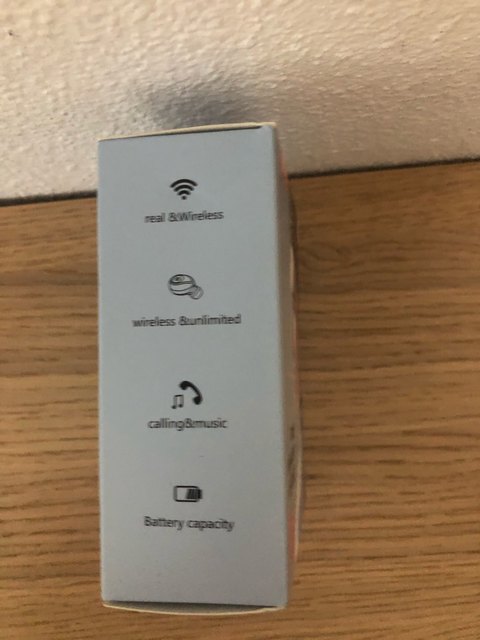 real &Wireless
wireless &unlimited
calling&music
Battery capacity